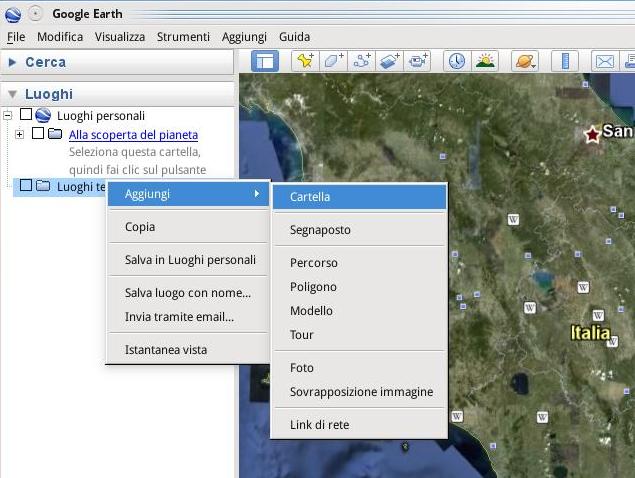 Google Earth
File Modifica Visualizza Strumenti Aggiungi Guida
Cerca
Luoghi
Luoghi personali
Alla scoperta del pianeta
Seleziona questa cartella,
quindi fai clic sul pulsante
Luoghi te
Aggiungi
Copia
Salva in Luoghi personali
Salva luogo con nome...
Invia tramite email...
Istantanea vista
Cartella
Segnaposto
Percorso
Poligono
Modello
Tour
Foto
Sovrapposizione immagine
Link di rete
San
W
W
W
W
Italia
W
W
W